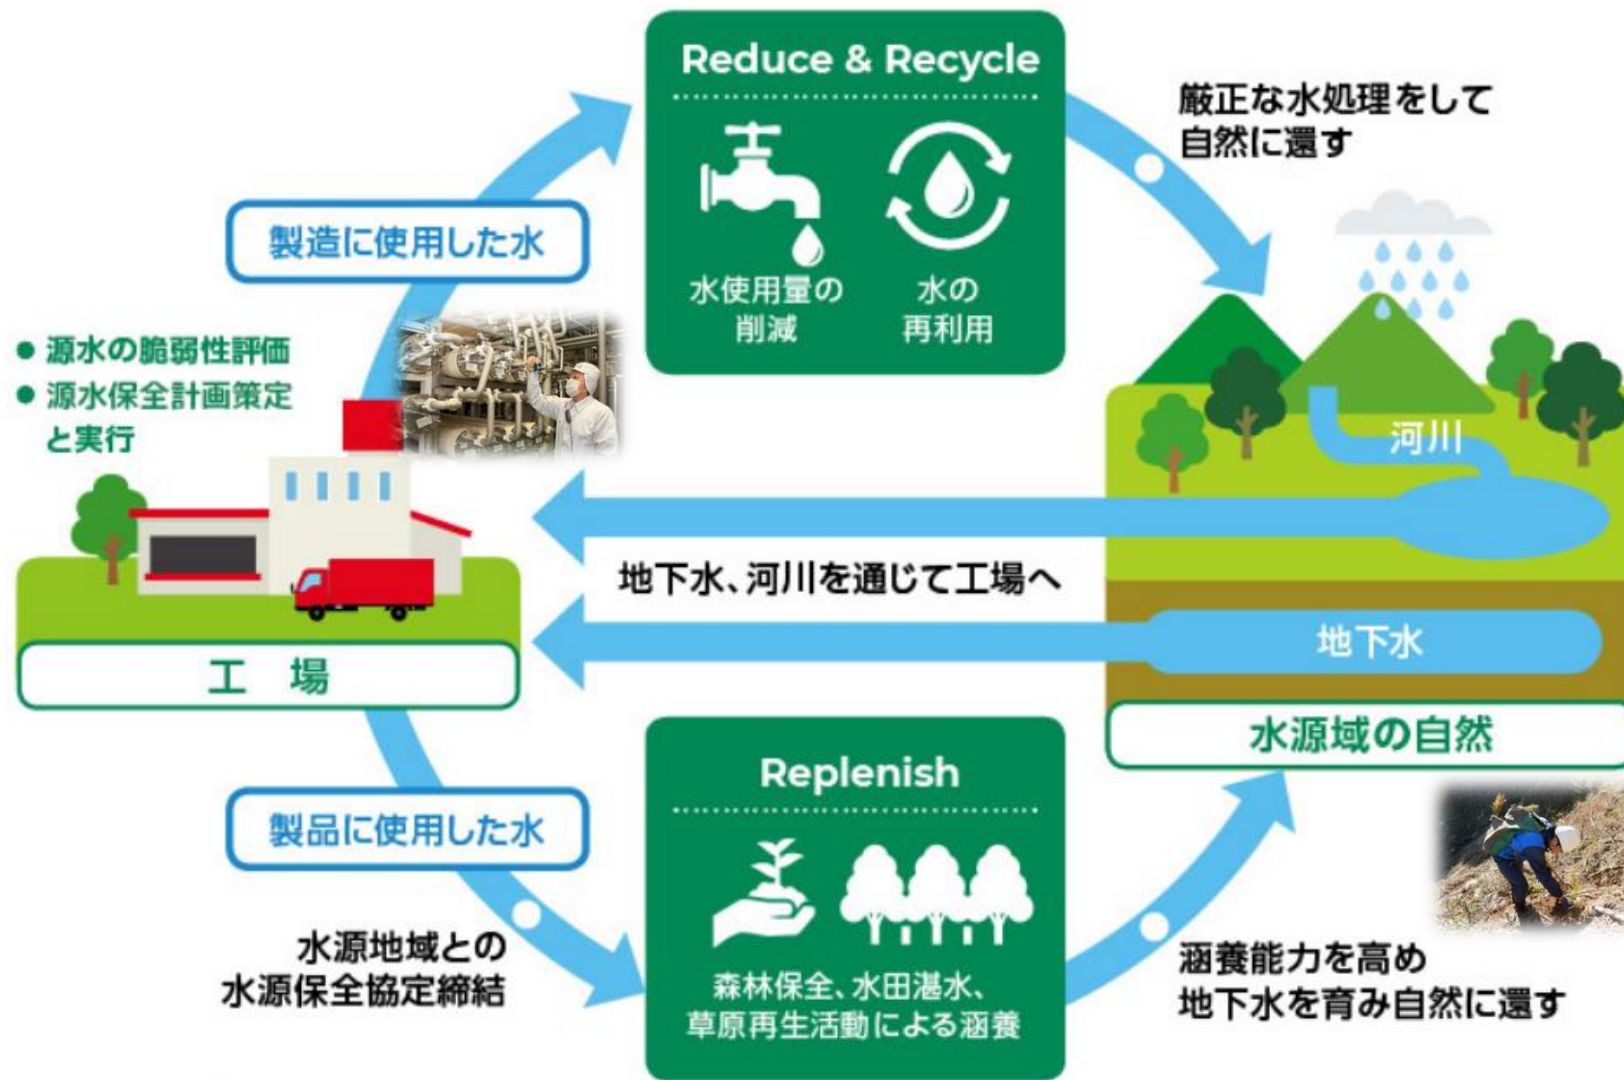 Reduce & Recycle
水使用量の
削減
水の
再利用
厳正な水処理をして
自然に還す
製造に使用した水
● 源水の脆弱性評価
● 源水保全計画策定
と実行
河川
地下水、河川を通じて工場へ
地下水
工 場
水源域の自然
Replenish
製品に使用した水
水源地域との
水源保全協定締結
森林保全、水田湛水、
草原再生活動による涵養
涵養能力を高め
地下水を育み自然に還す